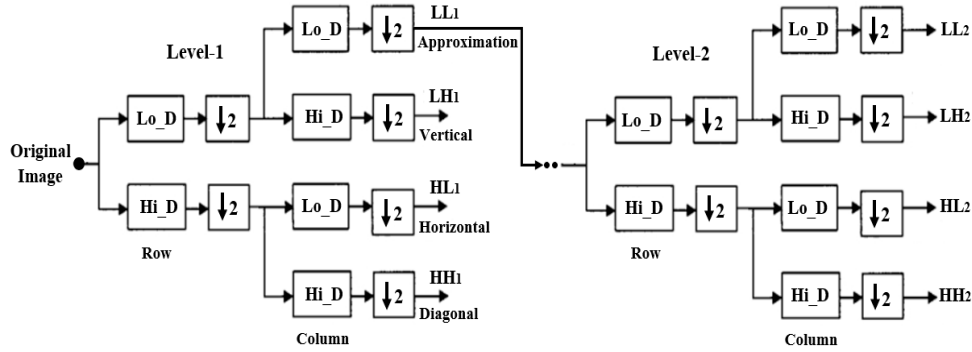 Level-1
Lo_D
↓2
LL1
Approximation
Lo_D
↓2
Hi_D
↓2
LH1
Vertical
Original
Image
Hi_D
↓2
Lo_D
↓2
HL1
Horizontal
Row
Hi_D
↓2
HH1
Diagonal
Column
Level-2
Lo_D
↓2
LL2
Lo_D
↓2
Hi_D
↓2
LH2
Hi_D
↓2
Lo_D
↓2
HL2
Row
Hi_D
↓2
HH2
Column